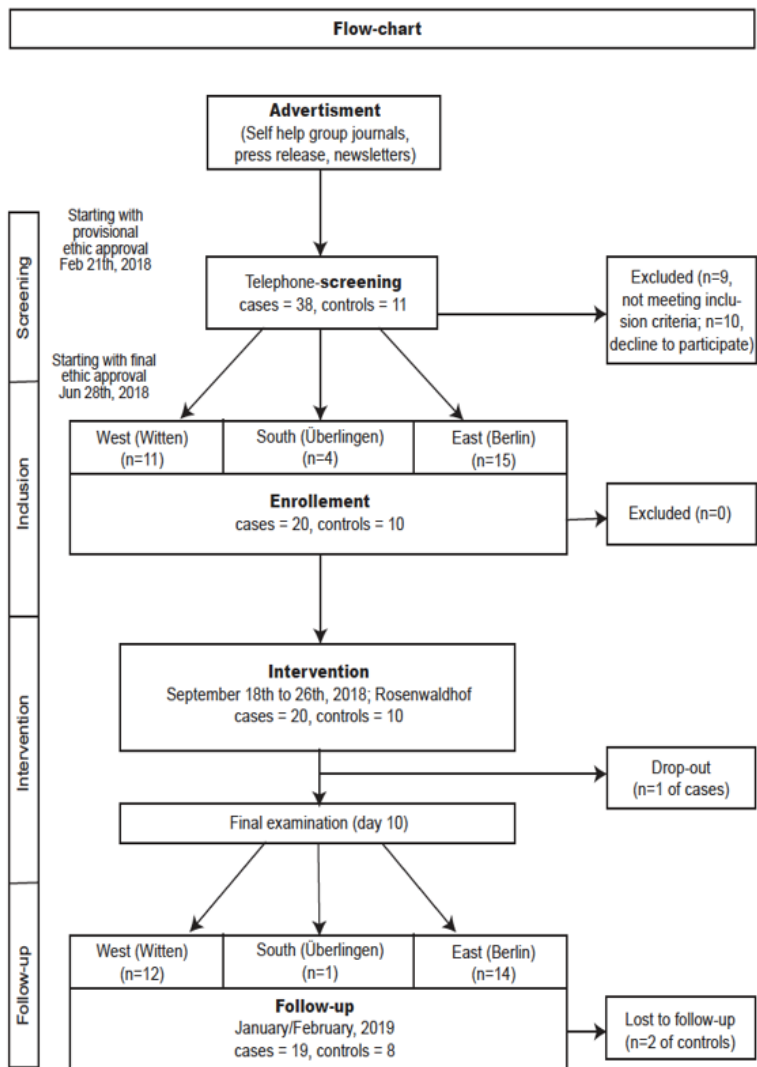 Flow-chart
Advertisment
(Self help group journals,
press release, newsletters)
Screening
Starting with
provisional
ethic approval
Feb 21th, 2018
Telephone-screening
cases = 38, controls = 11
Excluded (n=9,
not meeting inclu-
sion criteria; n=10,
decline to participate)
Starting with final
ethic approval
Jun 28th, 2018
Inclusion
West (Witten)
(n=11)
South (Überlingen)
(n=4)
East (Berlin)
(n=15)
Enrollement
cases = 20, controls = 10
Excluded (n=0)
Intervention
Intervention
September 18th to 26th, 2018; Rosenwaldhof
cases = 20, controls = 10
Drop-out
(n=1 of cases)
Final examination (day 10)
Follow-up
West (Witten)
(n=12)
South (Überlingen)
(n=1)
East (Berlin)
(n=14)
Follow-up
January/February, 2019
cases = 19, controls = 8
Lost to follow-up
(n=2 of controls)